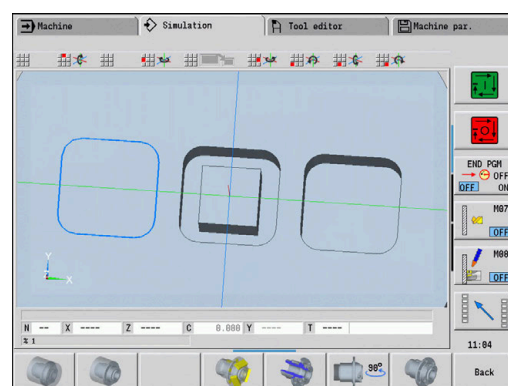 Machine
Simulation
Tool editor
Machine par.
END PGM
OFF
OFF ON
M07
OFF
OFF
Y
X
N -- X ---- Z ---- C 0.000 Y ---- T ----
% 1
11:04
90°
Back